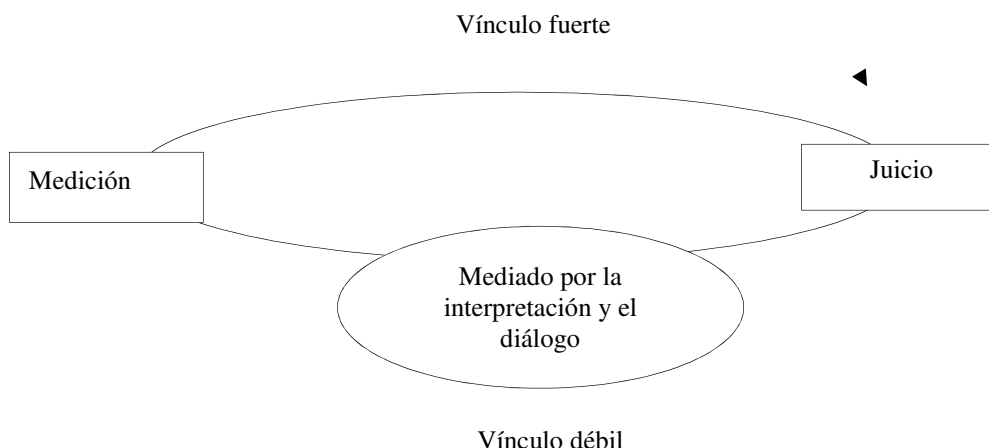 Vínculo fuerte
Medición
Juicio
Mediado por la
interpretación y el
diálogo
Vínculo débil